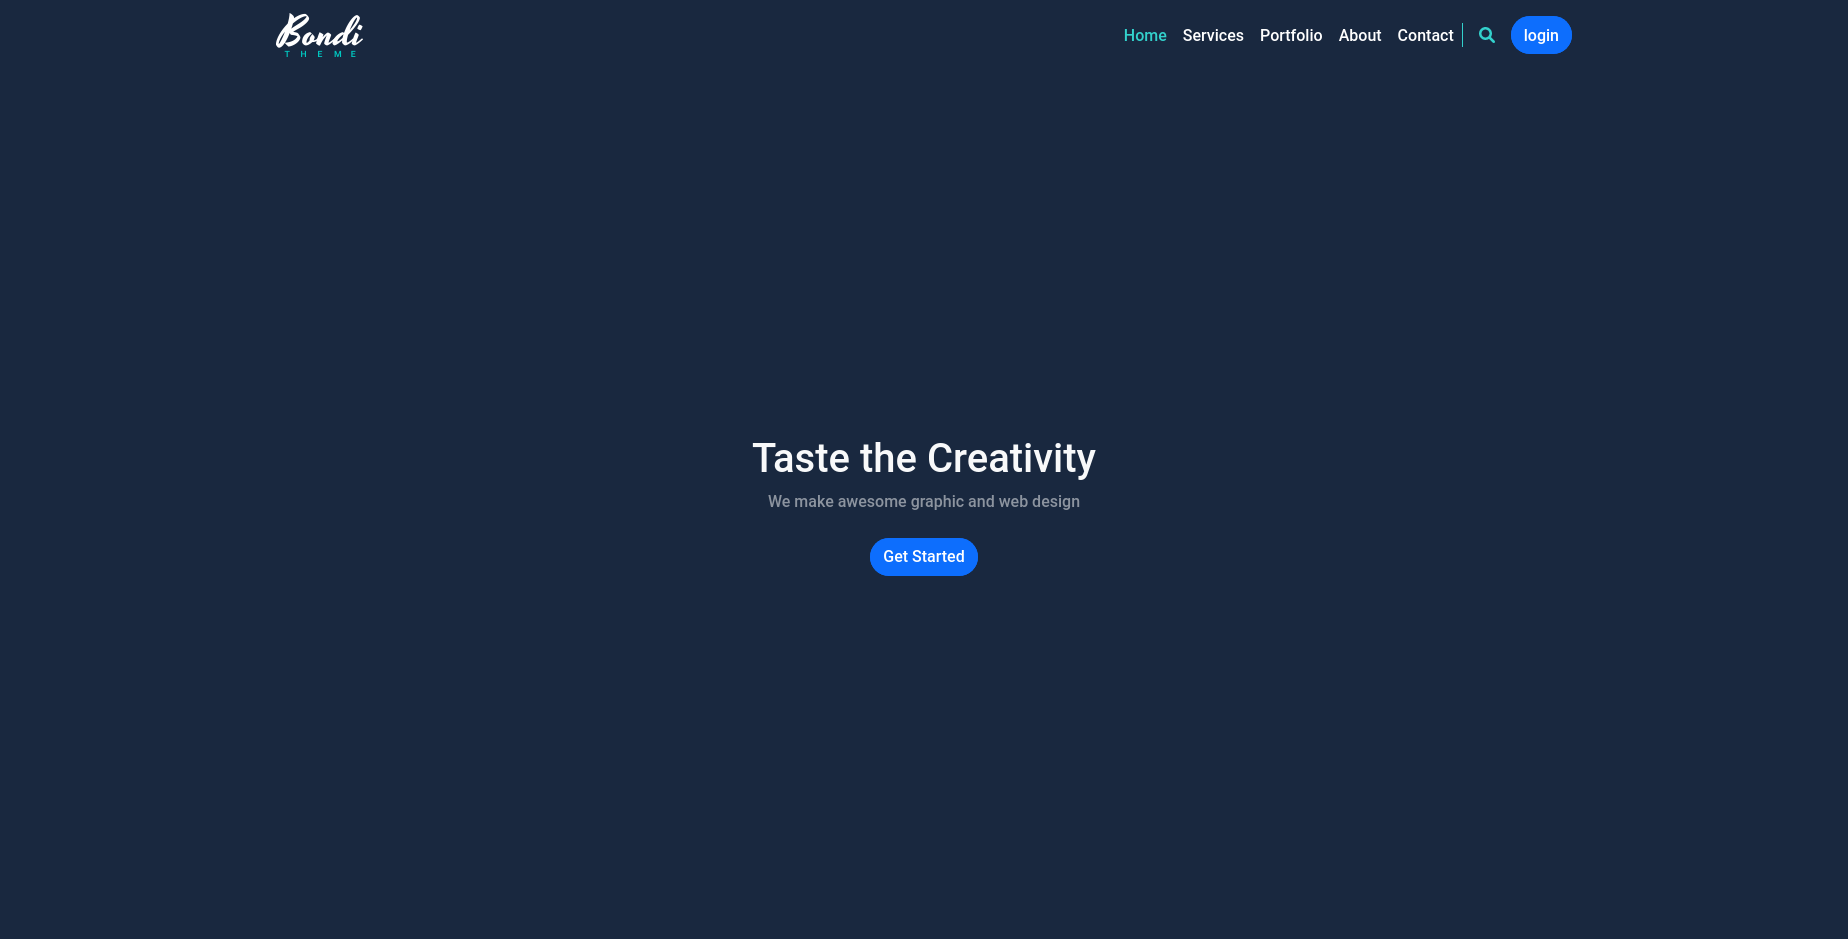 Bondi
THEME
Home Services Portfolio About Contact login
Taste the Creativity
We make awesome graphic and web design
Get Started